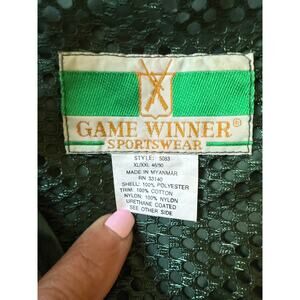 GAME WINNER®
SPORTSWEAR
STYLE: 5083
XL/XXL 46/50
MADE IN MYANMAR
RN 33140
SHELL: 100% POLYESTER
TRIM: 100% COTTON
NYLON: 100% NYLON
URETHANE COATED
SEE OTHER SIDE